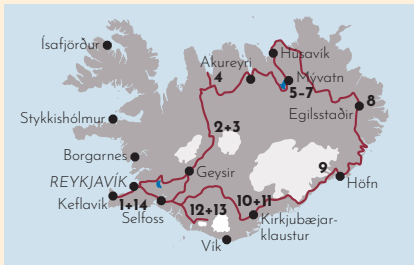 Ísafjörður
Húsavík
Akureyri
4
Mývatn
5–7
8
Egilsstaðir
Stykkishólmur
2+3
Borgarnes
Geysir
9
REYKJAVÍK
Höfn
Keflavík
1+14
Selfoss
12+13
10+11
Kirkjubæjar-
klaustur
Vík